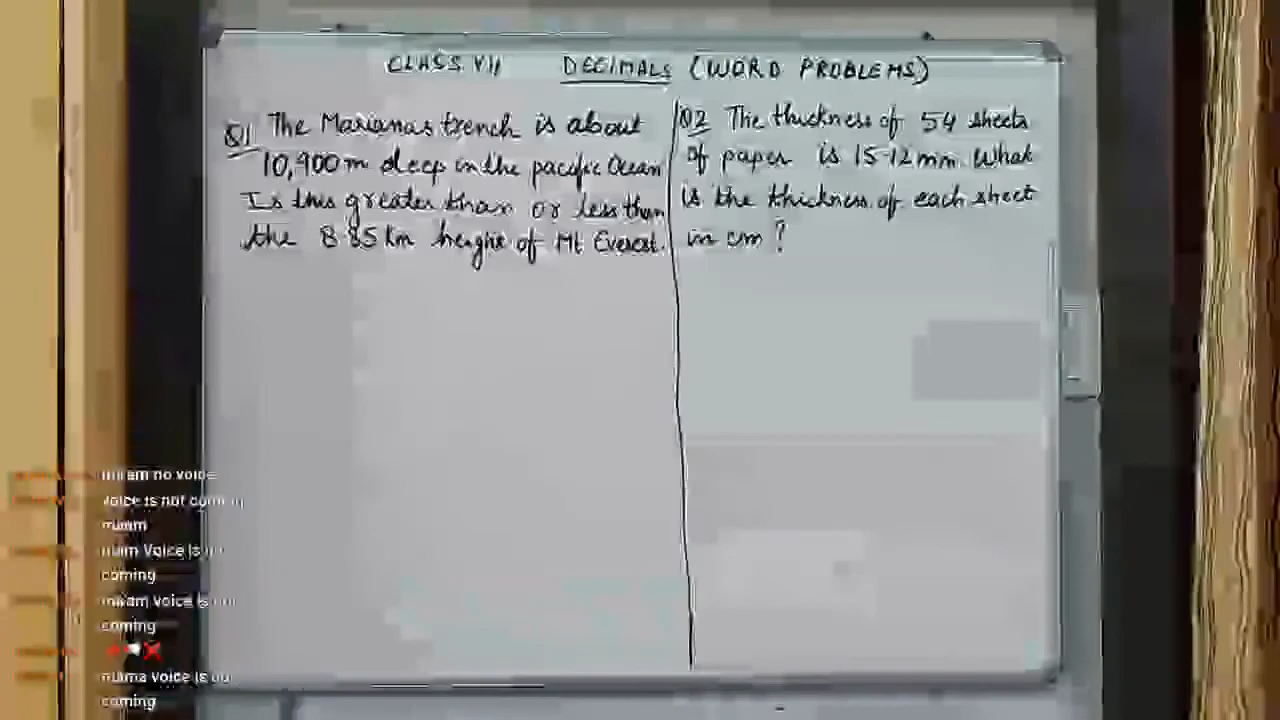 CLASS VII DECIMALS (WORD PROBLEMS)
Q1 The Marianas trench is about
10,900 m deep in the pacific Ocean
Is this greater than or less than
the 8.85 km height of Mt Everest.
Q2 The thickness of 54 sheets
of paper is 15.12 mm. What
is the thickness of each sheet
in cm?
no voice
Voice is not coming
Voice is
coming
Voice is
coming
Voice is
coming